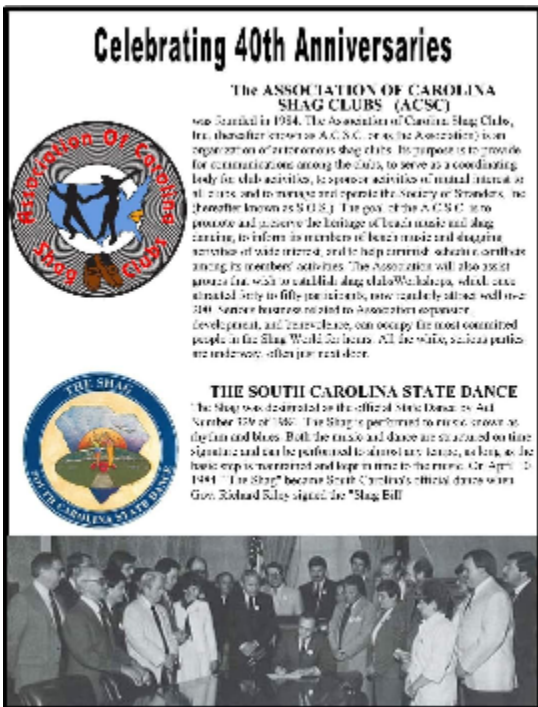 Celebrating 40th Anniversaries
The ASSOCIATION OF CAROLINA
SHAG CLUBS (ACSC)
was founded in 1984. The Association of Carolina Shag Clubs,
Inc. (hereafter known as A.C.S.C. or as the Association) is an
organization of autonomous shag clubs. Its purpose is to provide
for communications among the clubs, to serve as a coordinating
body for club activities, to sponsor activities of mutual interest to
all clubs, and to manage and operate the Society of Stranders, Inc
(hereafter known as S.O.S.) The goal of the A.C.S.C. is to
promote and preserve the heritage of beach music and shag
dancing, to inform its members of beach music and shagging
activities of wide interest, and to help schedule conflicts
among its members' activities. The Association will also assist
groups that wish to establish shag clubs Workshops, which once
attracted forty to fifty participants, now regularly attract well over
200. Serious business related to Association expansion,
development, and benevolence, can occupy the most committed
people in the Shag World for hours. All the while, serious parties
are underway, often just next door.
Association Of Carolina
Shag Clubs
THE SOUTH CAROLINA STATE DANCE
The Shag was designated as the official State Dance by Act
Number of 1984. The Shag is performed to music known as
rhythm and blues. Both the music and dance are structured on time
signature and can be performed to almost any tempo, as long as the
basic step is maintained and kept in time to the music. On April 10
1984 "The Shag" became South Carolina's official dance when
Gov. Richard Riley signed the "Shag Bill"
THE SHAG
SOUTH CAROLINA STATE DANCE